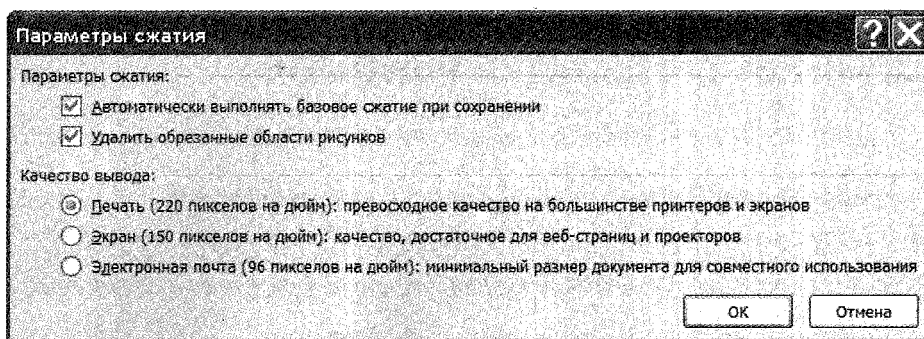 Параметры сжатия
Параметры сжатия:
Автоматически выполнять базовое сжатие при сохранении
Удалить обрезанные области рисунков
Качество вывода:
Печать (220 пикселов на дюйм): превосходное качество на большинстве принтеров и экранов
Экран (150 пикселов на дюйм): качество, достаточное для веб-страниц и проекторов
Электронная почта (96 пикселов на дюйм): минимальный размер документа для совместного использования
ОК Отмена